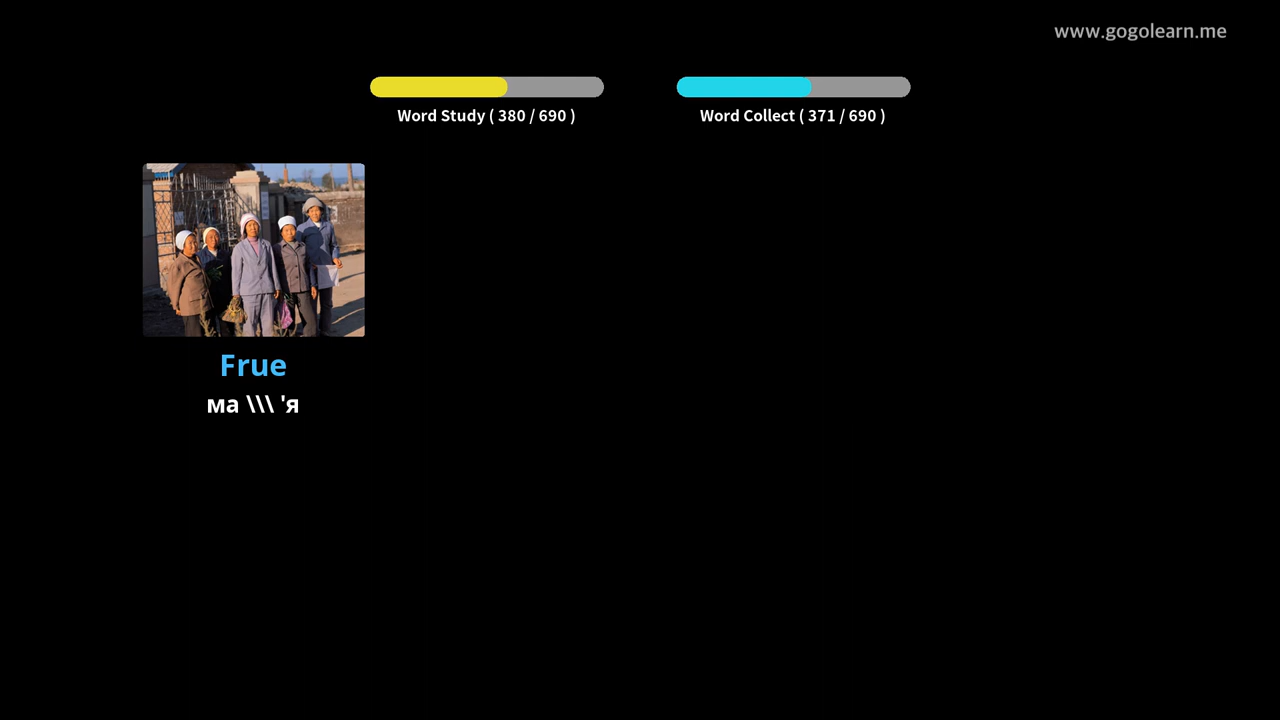 www.gogolearn.me
Word Study ( 380 / 690 )
Word Collect ( 371 / 690 )
Frue
ма \\\ 'я